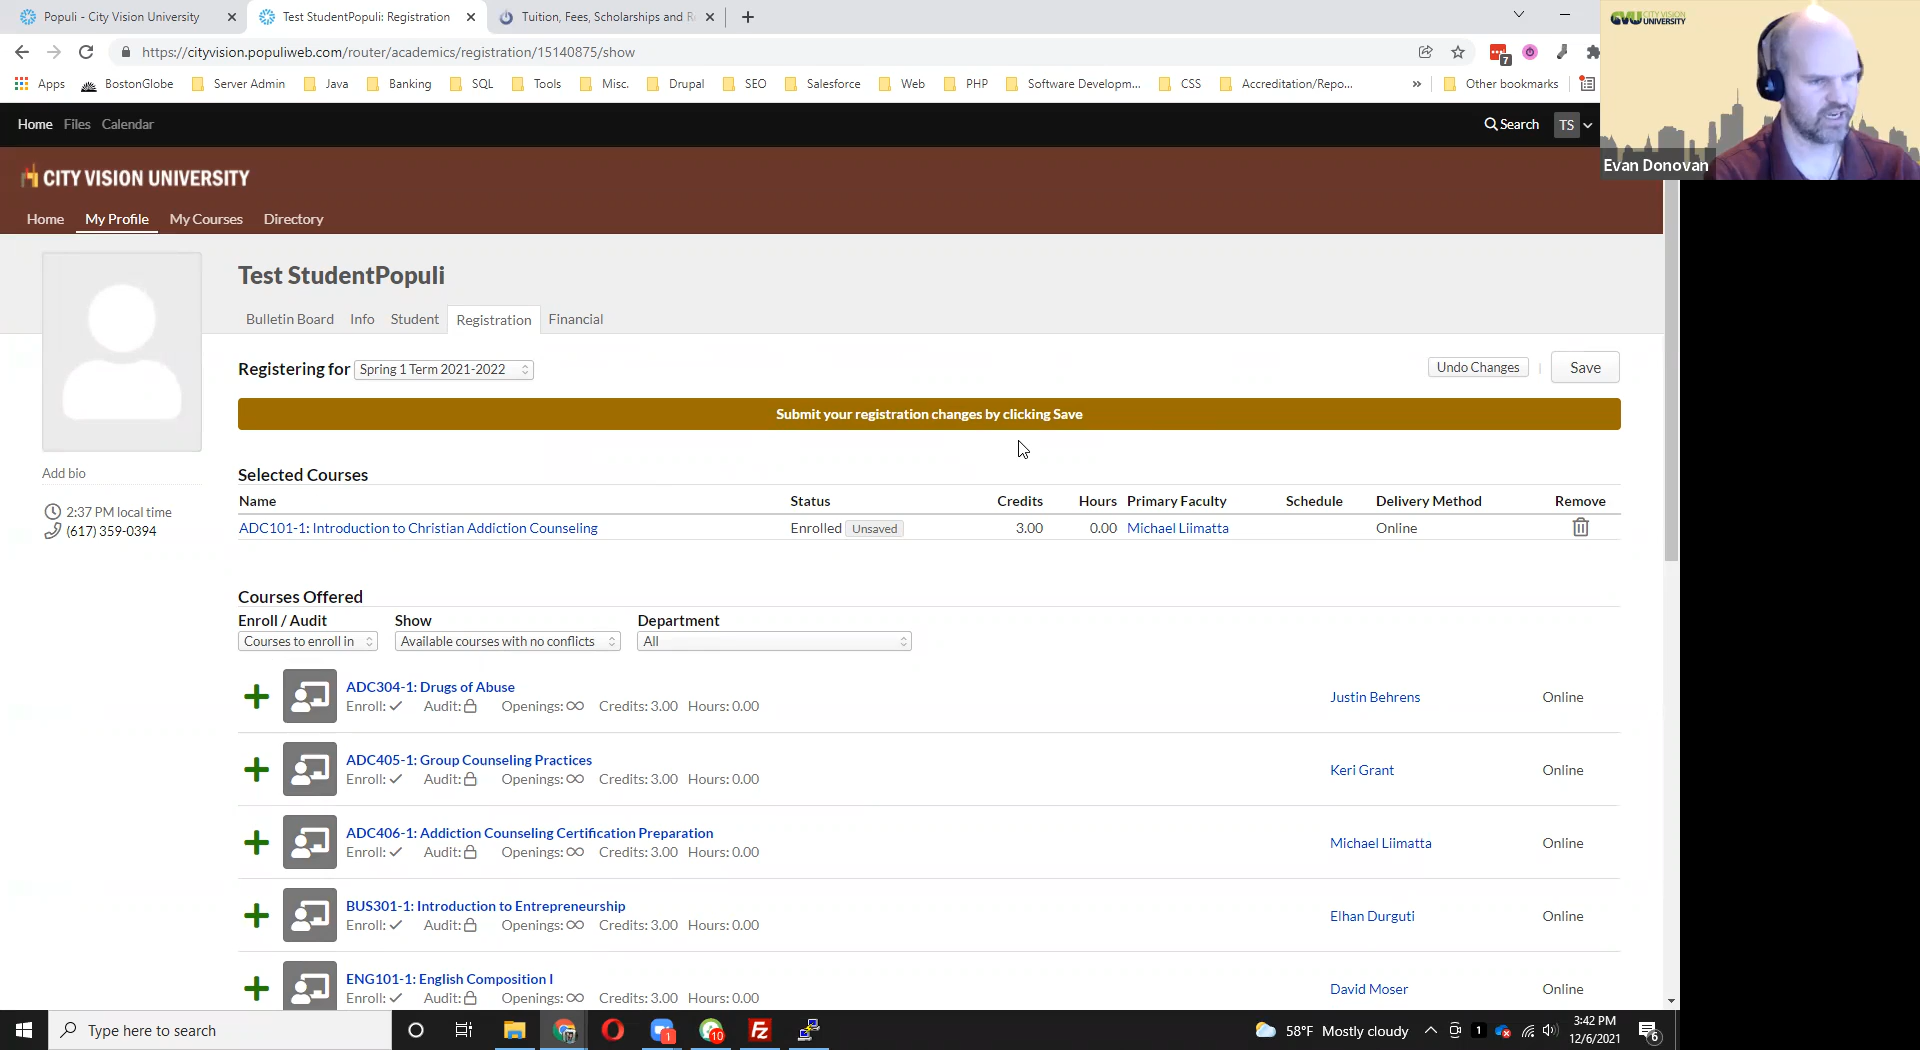 Populi - City Vision University
Test StudentPopuli: Registration
Tuition, Fees, Scholarships and R
https://cityvision.populiweb.com/router/academics/registration/15140875/show
7
Apps BostonGlobe Server Admin Java Banking SQL Tools Misc. Drupal SEO Salesforce Web PHP Software Developm... CSS Accreditation/Repo... » Other bookmarks
CVU CITY VISION UNIVERSITY
Evan Donovan
Home Files Calendar Search TS
CITY VISION UNIVERSITY
Home My Profile My Courses Directory
Test StudentPopuli
Bulletin Board Info Student Registration Financial
Registering for Spring 1 Term 2021-2022 Undo Changes | Save
Submit your registration changes by clicking Save
Add bio
2:37 PM local time
(617) 359-0394
Selected Courses
Name Status Credits Hours Primary Faculty Schedule Delivery Method Remove
ADC101-1: Introduction to Christian Addiction Counseling Enrolled Unsaved 3.00 0.00 Michael Liimatta Online
Courses Offered
Enroll / Audit Show Department
Courses to enroll in Available courses with no conflicts All
ADC304-1: Drugs of Abuse
Enroll: Audit: Openings: ∞ Credits: 3.00 Hours: 0.00
Justin Behrens Online
ADC405-1: Group Counseling Practices
Enroll: Audit: Openings: ∞ Credits: 3.00 Hours: 0.00
Keri Grant Online
ADC406-1: Addiction Counseling Certification Preparation
Enroll: Audit: Openings: ∞ Credits: 3.00 Hours: 0.00
Michael Liimatta Online
BUS301-1: Introduction to Entrepreneurship
Enroll: Audit: Openings: ∞ Credits: 3.00 Hours: 0.00
Elhan Durguti Online
ENG101-1: English Composition I
Enroll: Audit: Openings: ∞ Credits: 3.00 Hours: 0.00
David Moser Online
Type here to search
1
10
Fz
58°F Mostly cloudy
1
3:42 PM
12/6/2021
6